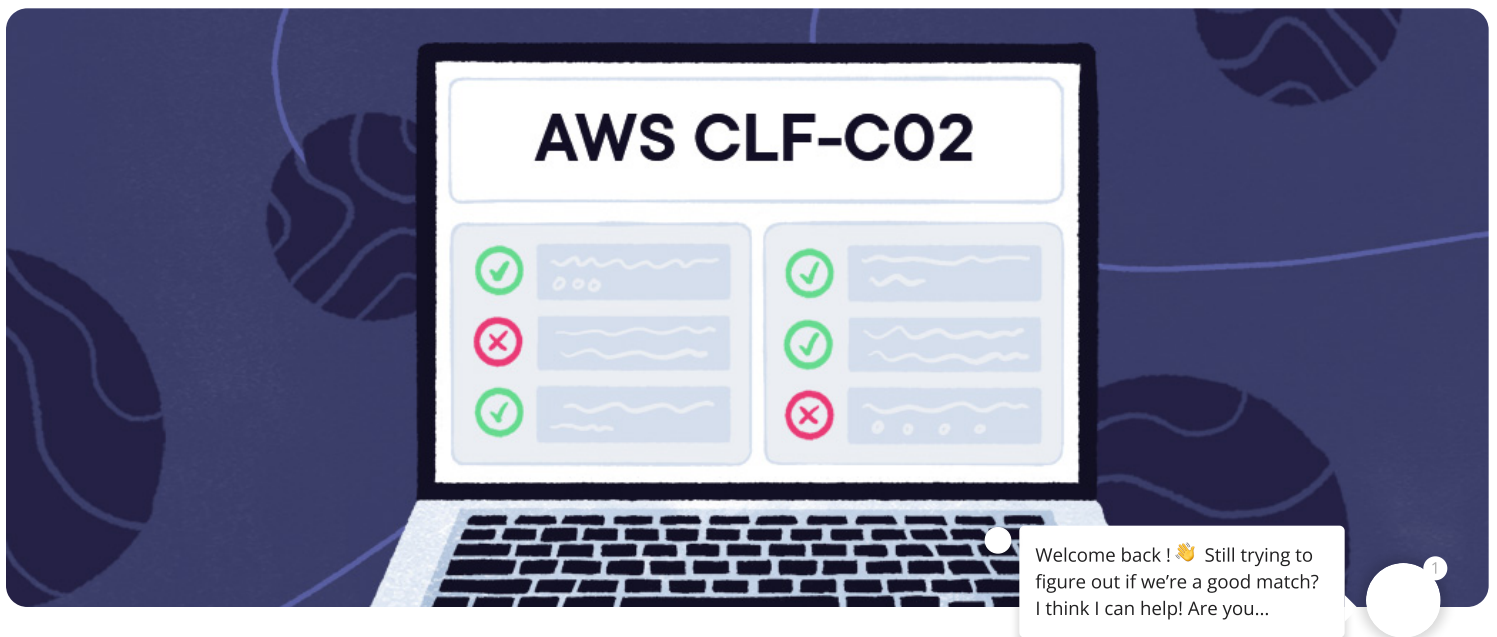 AWS CLF-C02
Welcome back ! 👋 Still trying to
figure out if we’re a good match?
I think I can help! Are you...
1